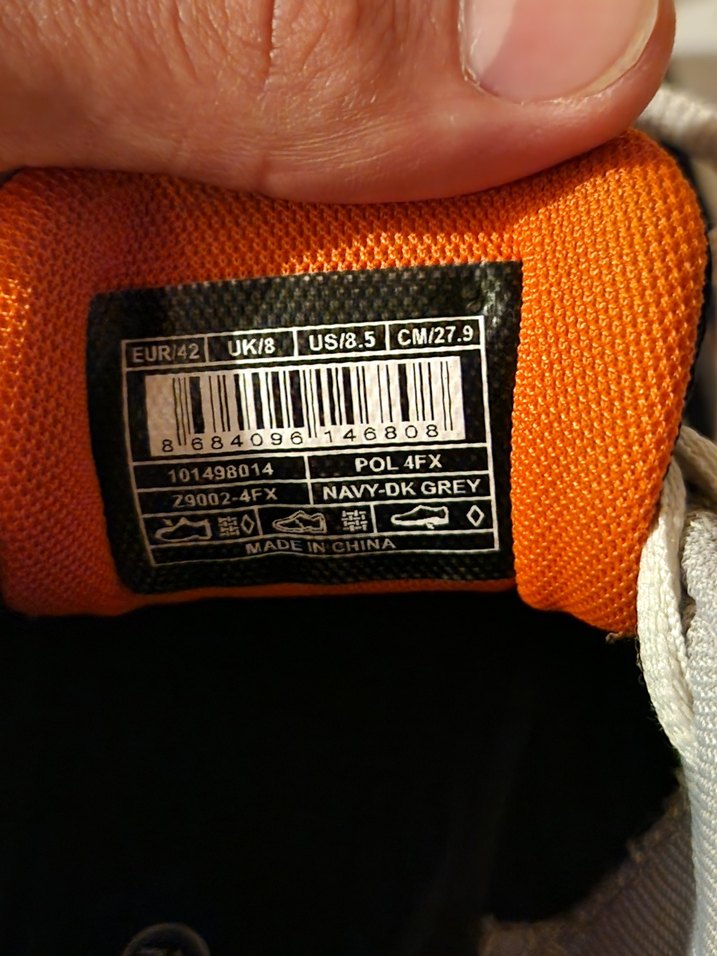 EUR/42 UK/8 US/8.5 CM/27.9
8 684096 146808
101498014 POL 4FX
Z9002-4FX NAVY-DK GREY
MADE IN CHINA